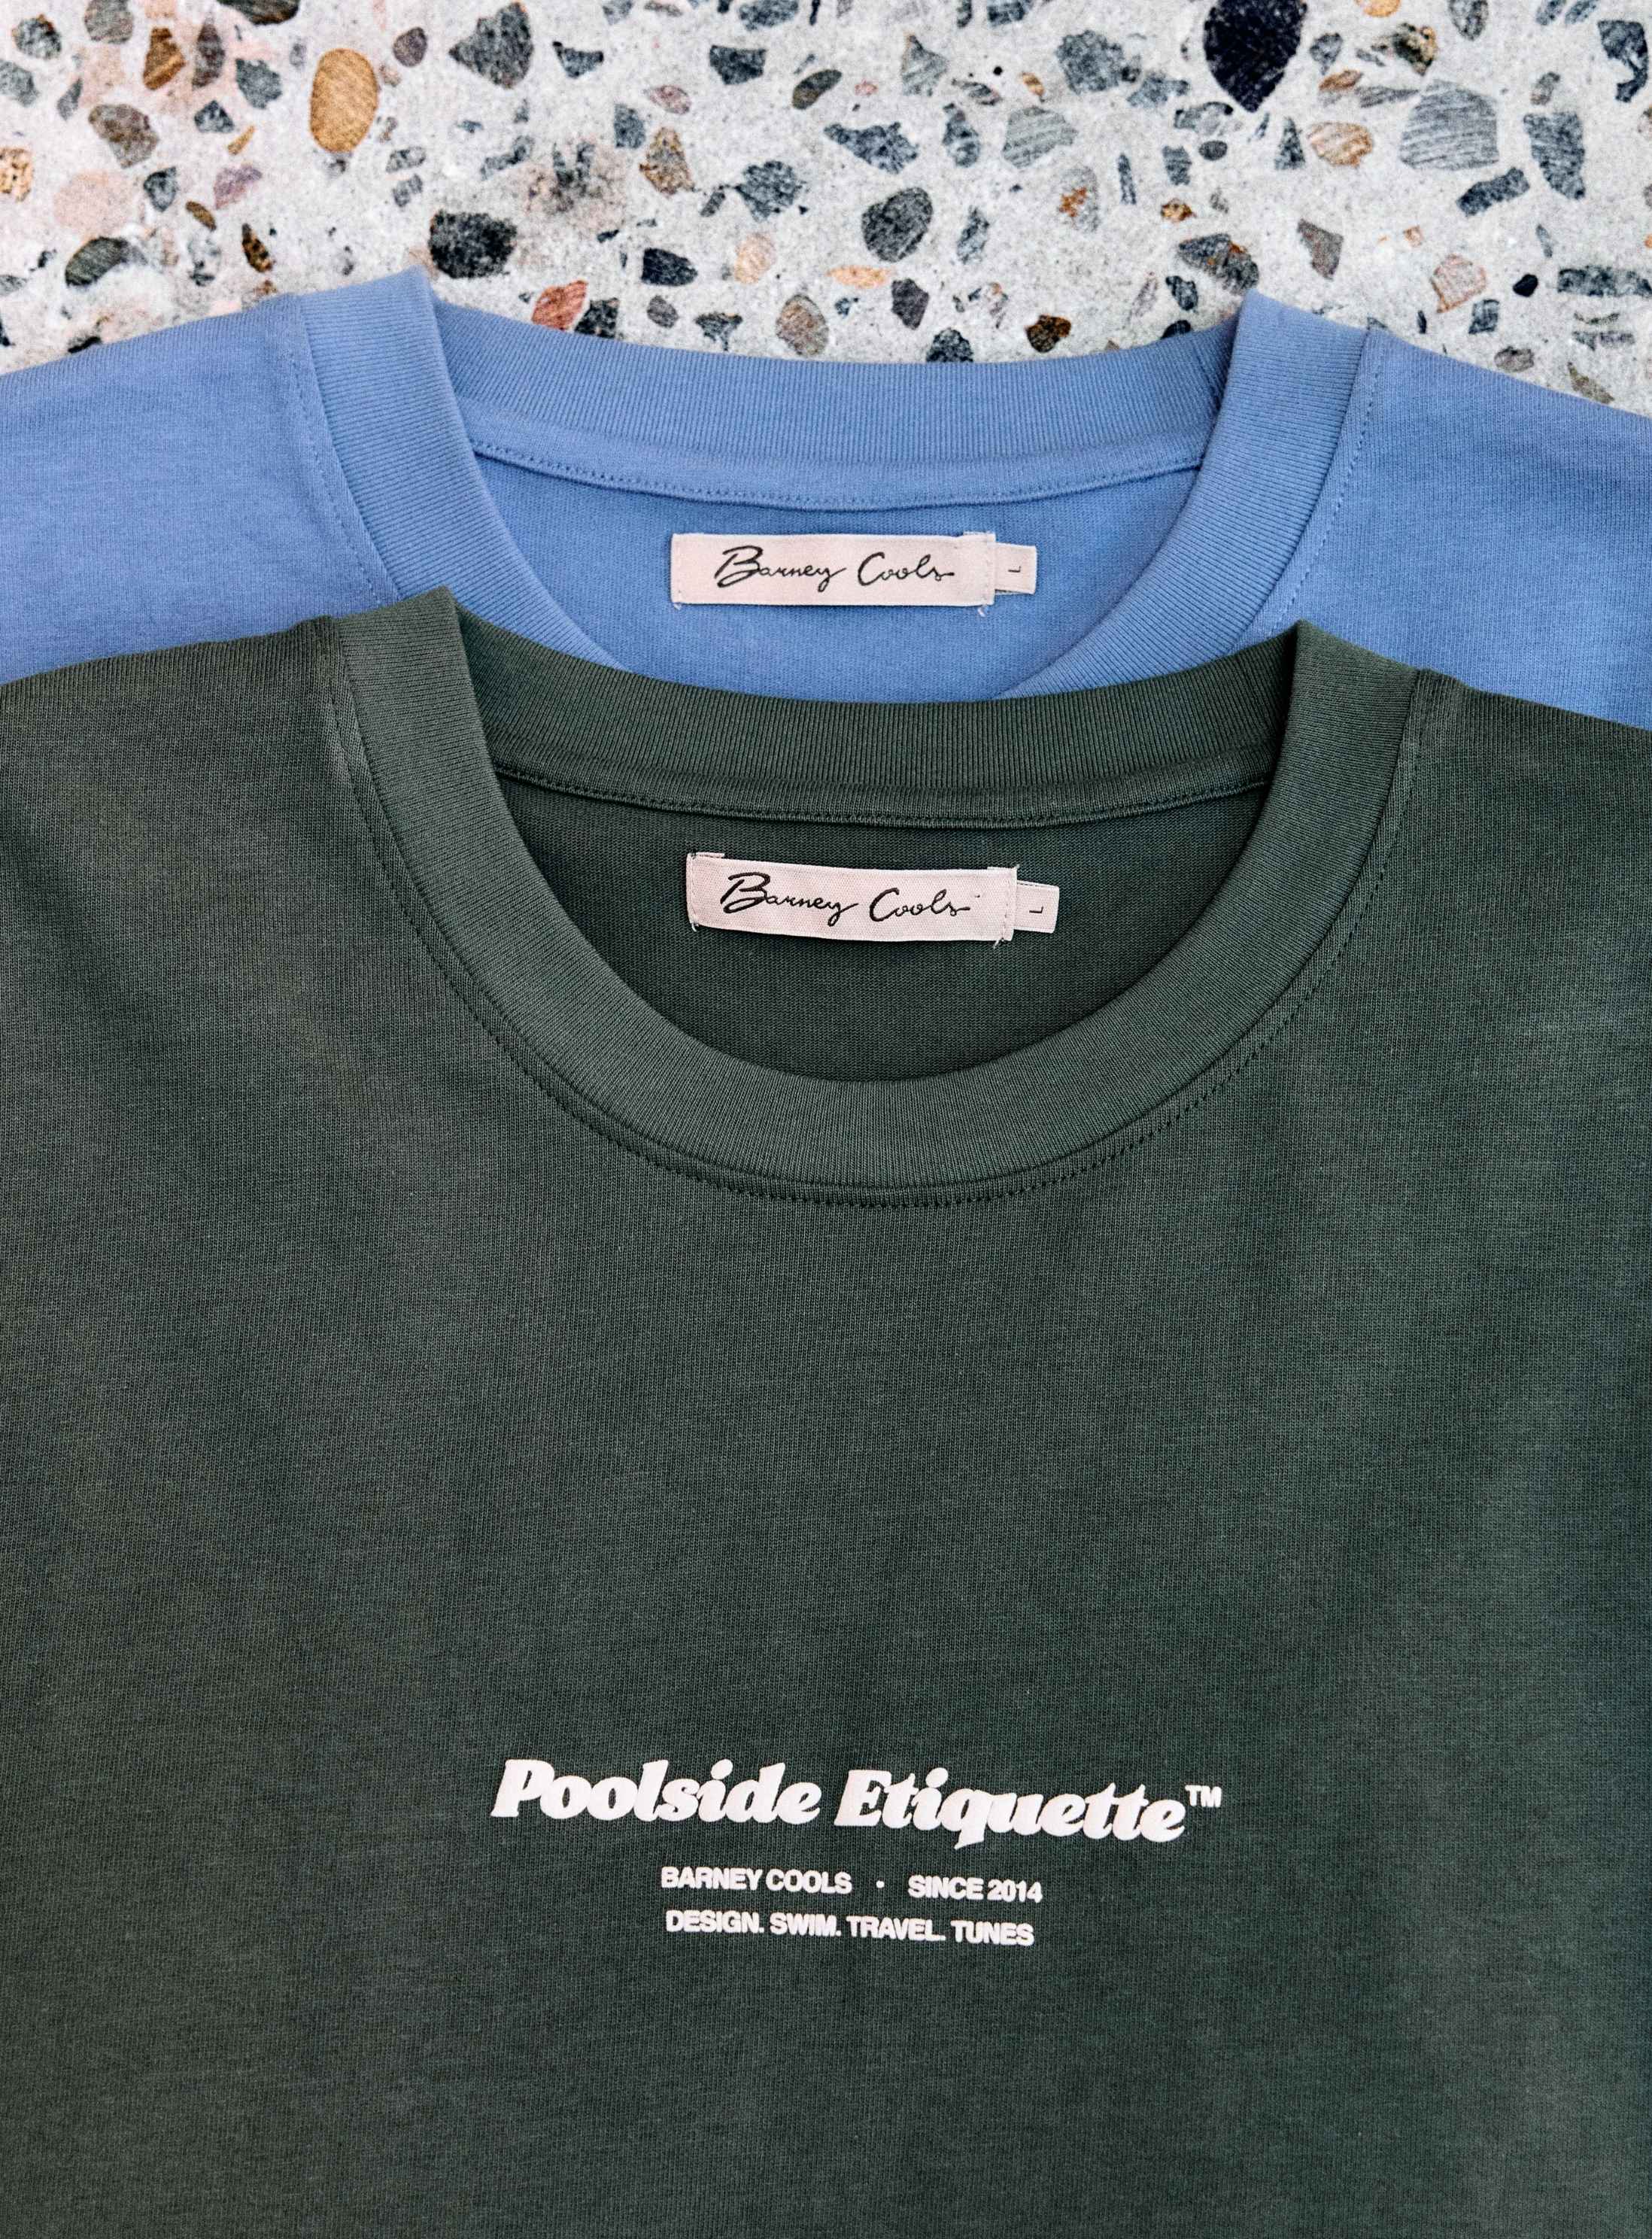 Barney Cools
L
Barney Cools
L
Poolside Etiquette™
BARNEY COOLS · SINCE 2014
DESIGN. SWIM. TRAVEL. TUNES